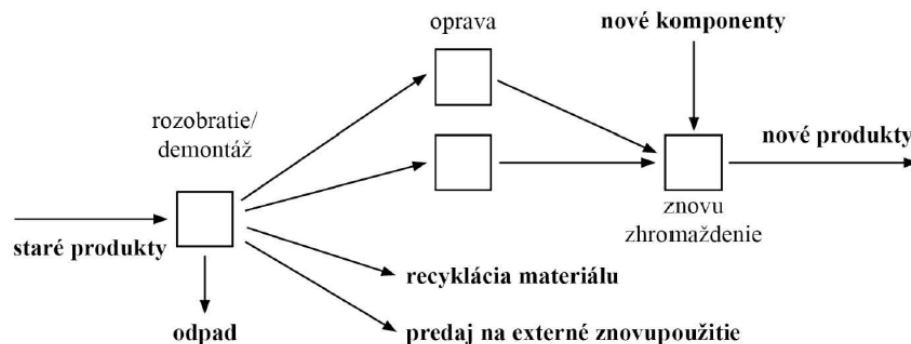 oprava
nové komponenty
rozobratie/
demontáž
nové produkty
staré produkty
znovu
zhromaždenie
recyklácia materiálu
odpad
predaj na externé znovupoužitie